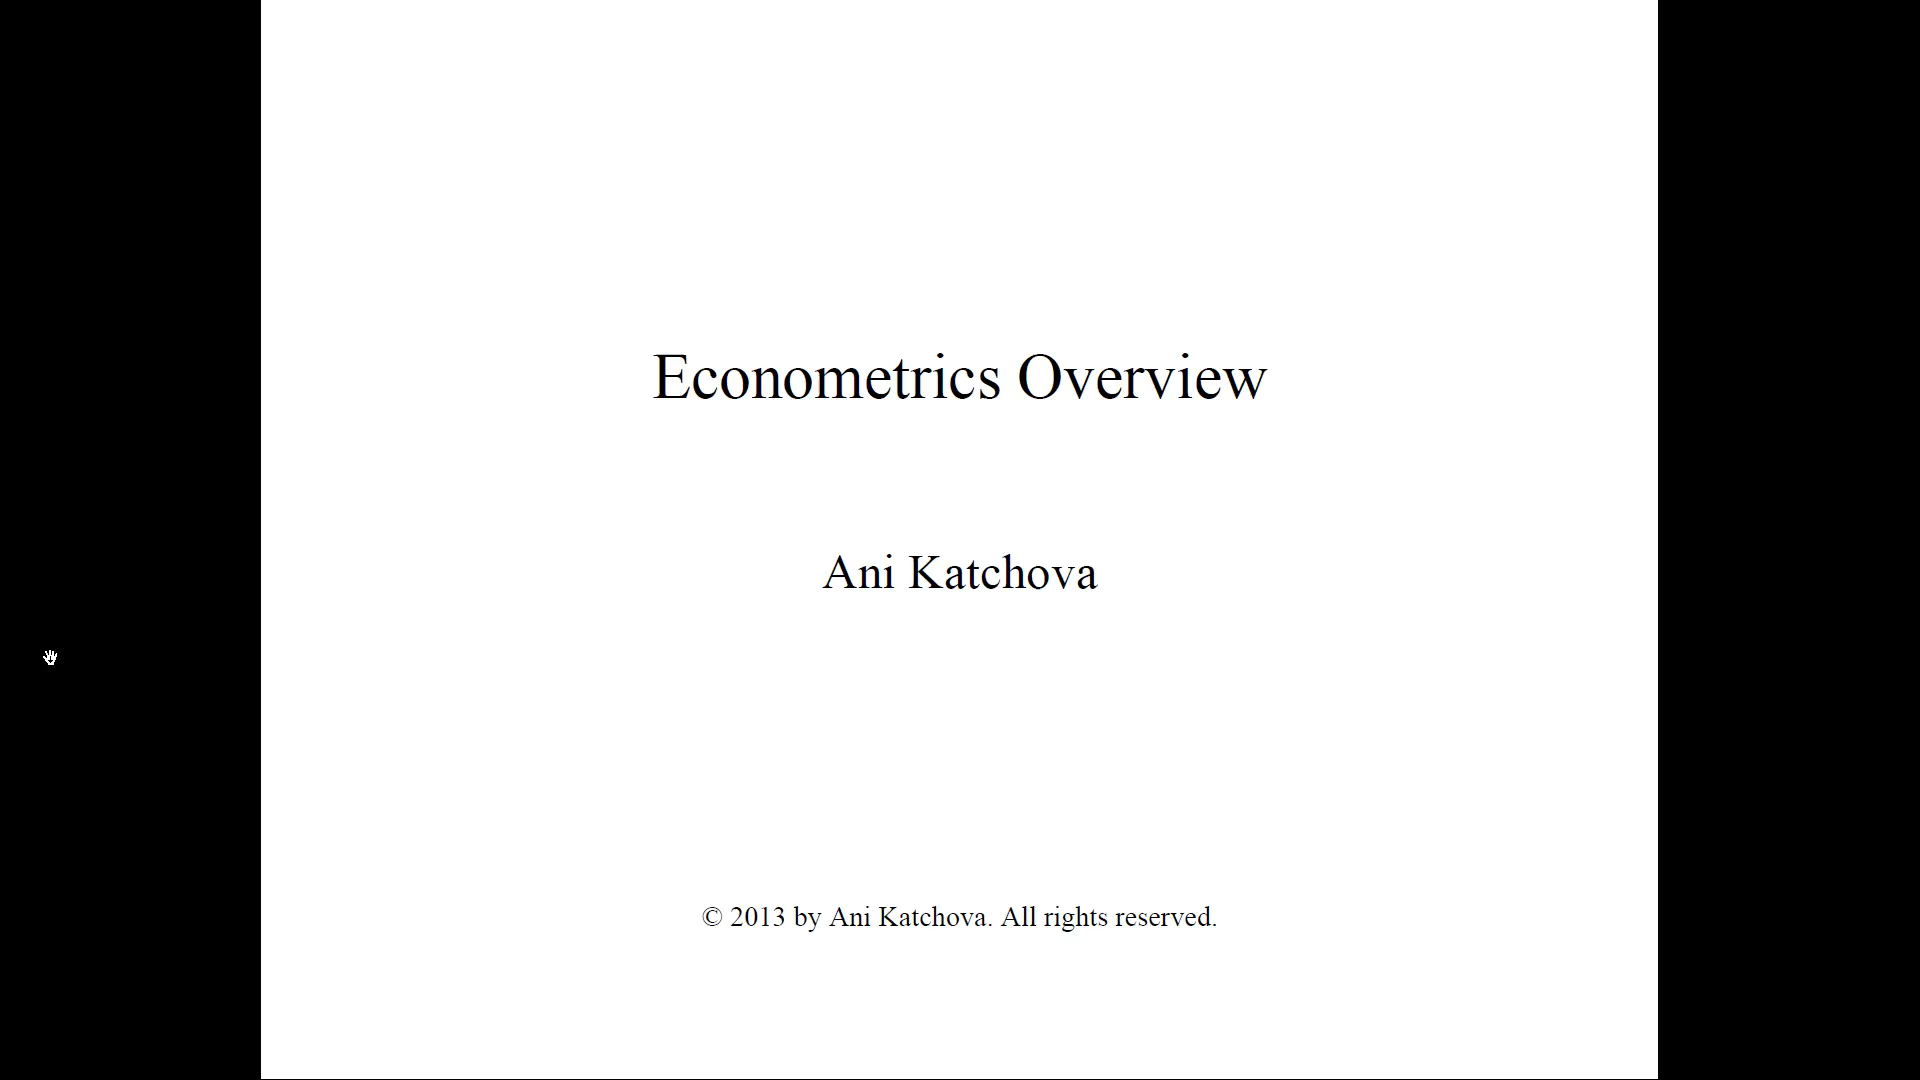 Econometrics Overview
Ani Katchova
© 2013 by Ani Katchova. All rights reserved.